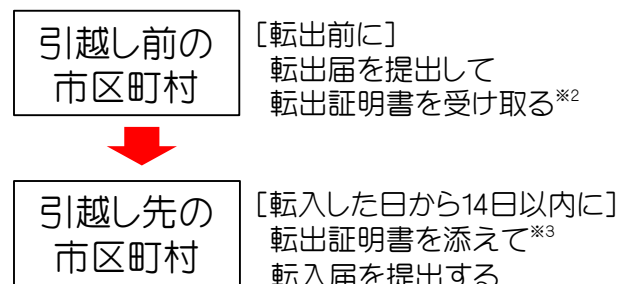 引越し前の
市区町村
[転出前に]
転出届を提出して
転出証明書を受け取る※2
引越し先の
市区町村
[転入した日から14日以内に]
転出証明書を添えて※3
転入届を提出する